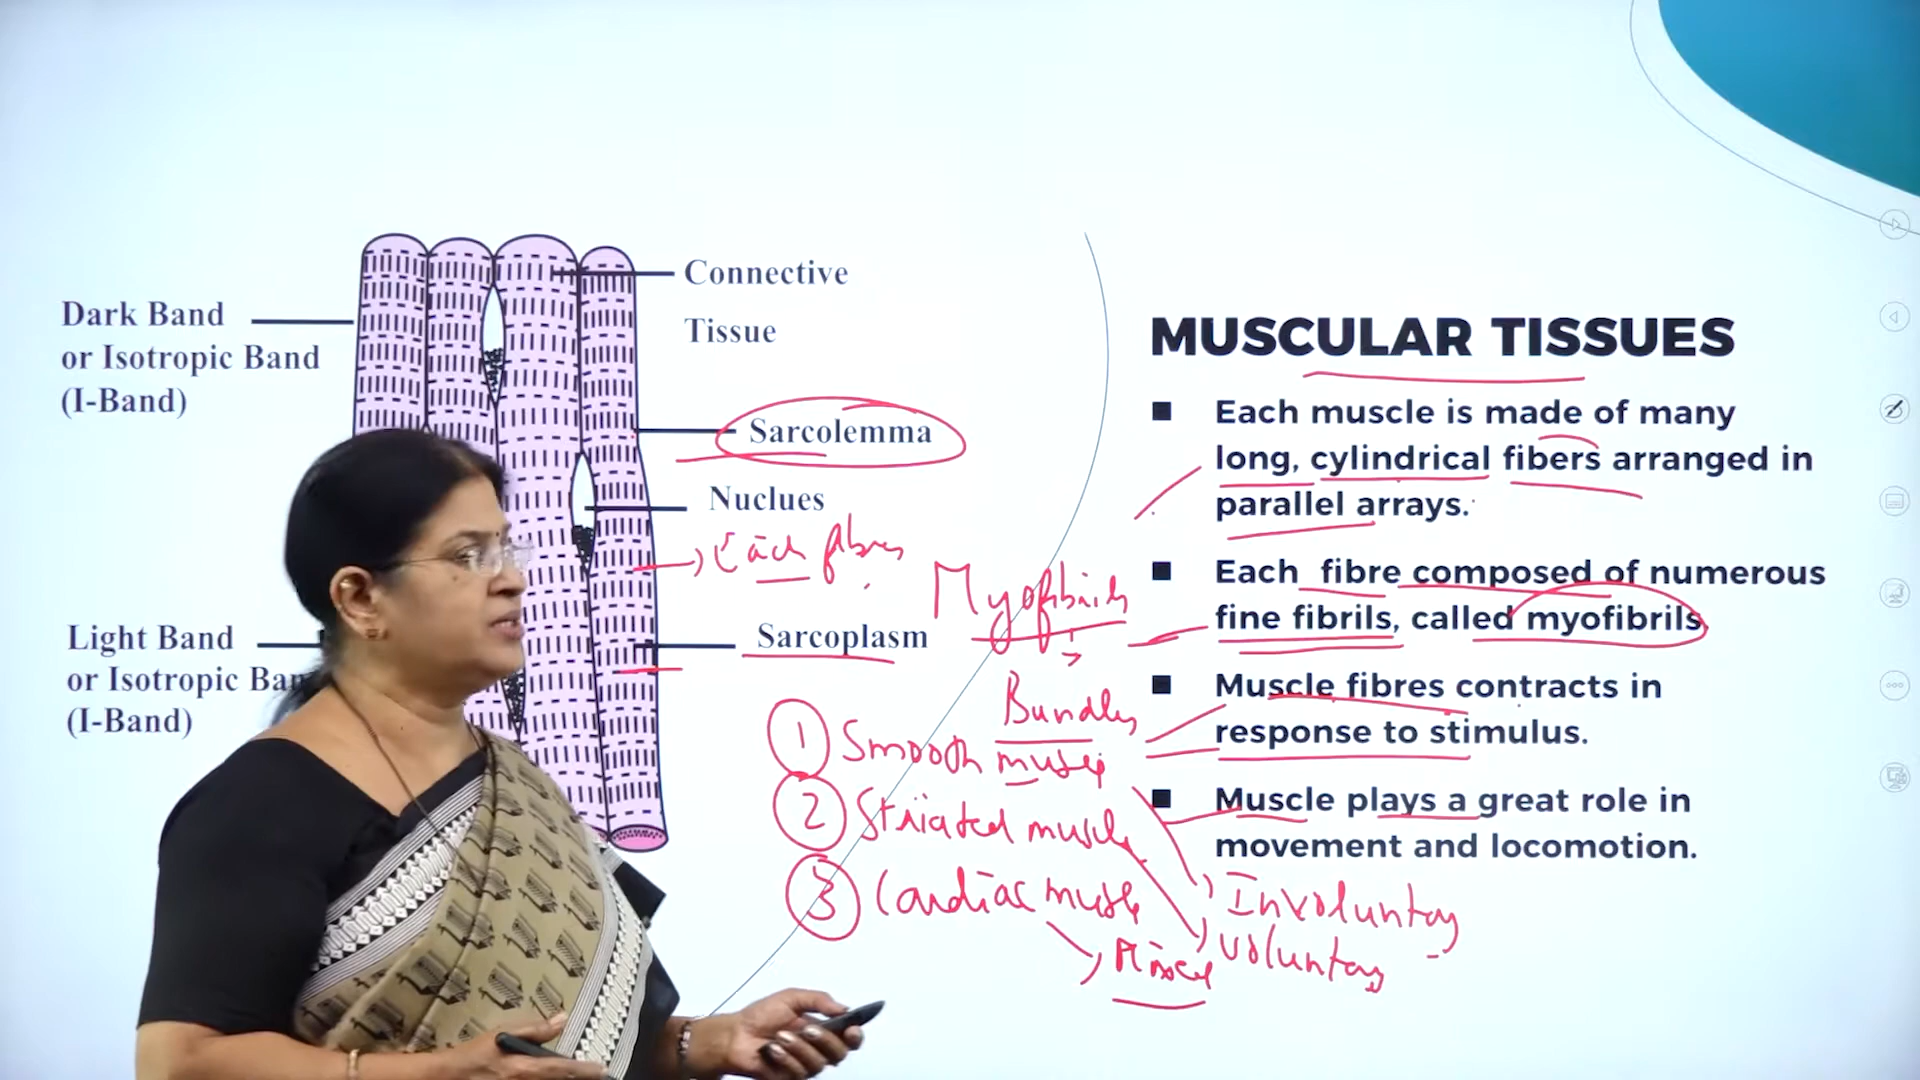 Dark Band
or Isotropic Band
(I-Band)
Connective
Tissue
Sarcolemma
Nuclues
Each fibres
Sarcoplasm
Light Band
or Isotropic Ban
(I-Band)
Myofibrils
Bundles
1 Smooth muscle
2 Striated muscle
3 Cardiac muscle
MUSCULAR TISSUES
■ Each muscle is made of many
long, cylindrical fibers arranged in
parallel arrays.
■ Each fibre composed of numerous
fine fibrils, called myofibrils
■ Muscle fibres contracts in
response to stimulus.
■ Muscle plays a great role in
movement and locomotion.
Involuntary
Voluntary
Mixed